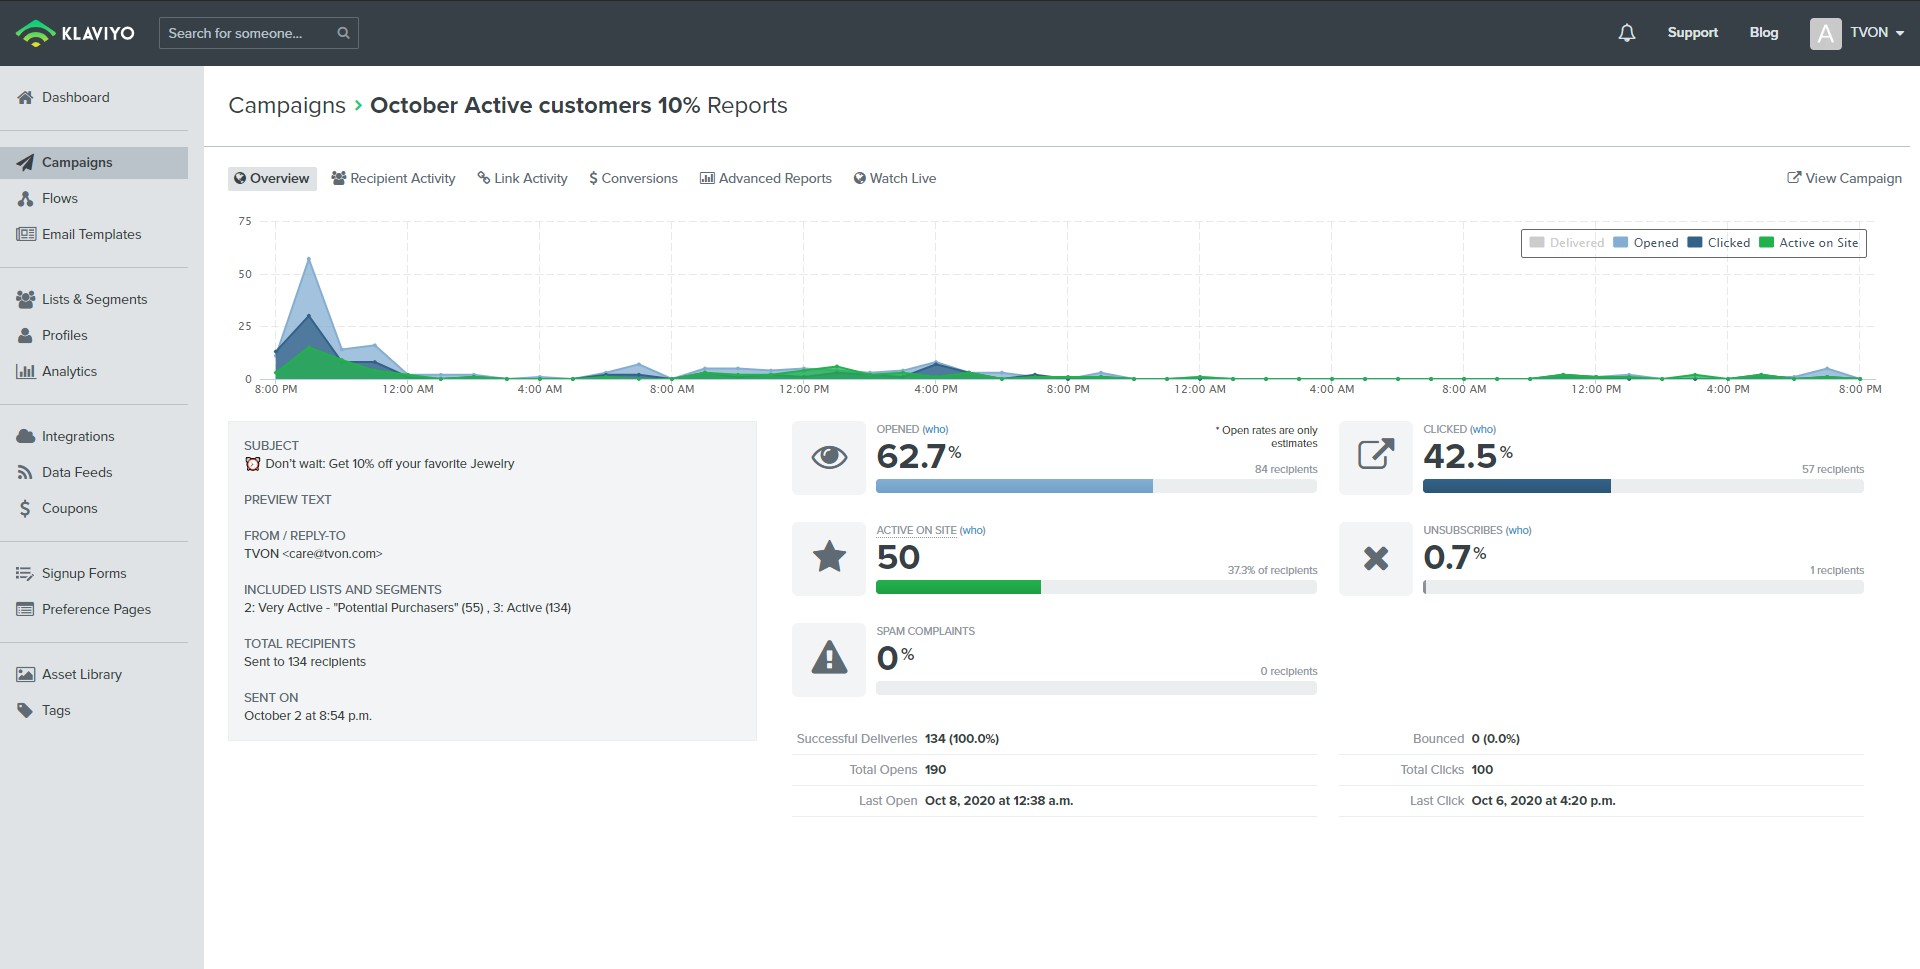 KLAVIYO
Search for someone...
Support
Blog
A
TVON
Dashboard
Campaigns
Flows
Email Templates
Lists & Segments
Profiles
Analytics
Integrations
Data Feeds
Coupons
Signup Forms
Preference Pages
Asset Library
Tags
Campaigns › October Active customers 10% Reports
Overview
Recipient Activity
Link Activity
$ Conversions
Advanced Reports
Watch Live
View Campaign
75
50
25
0
Delivered Opened Clicked Active on Site
8:00 PM 12:00 AM 4:00 AM 8:00 AM 12:00 PM 4:00 PM 8:00 PM 12:00 AM 4:00 AM 8:00 AM 12:00 PM 4:00 PM 8:00 PM
SUBJECT
⏰ Don't wait: Get 10% off your favorite Jewelry
PREVIEW TEXT
FROM / REPLY-TO
TVON <care@tvon.com>
INCLUDED LISTS AND SEGMENTS
2: Very Active - "Potential Purchasers" (55) , 3: Active (134)
TOTAL RECIPIENTS
Sent to 134 recipients
SENT ON
October 2 at 8:54 p.m.
OPENED (who)
62.7%
* Open rates are only
estimates
84 recipients
CLICKED (who)
42.5%
57 recipients
ACTIVE ON SITE (who)
50
37.3% of recipients
UNSUBSCRIBES (who)
0.7%
1 recipients
SPAM COMPLAINTS
0%
0 recipients
Successful Deliveries 134 (100.0%)
Total Opens 190
Last Open Oct 8, 2020 at 12:38 a.m.
Bounced 0 (0.0%)
Total Clicks 100
Last Click Oct 6, 2020 at 4:20 p.m.